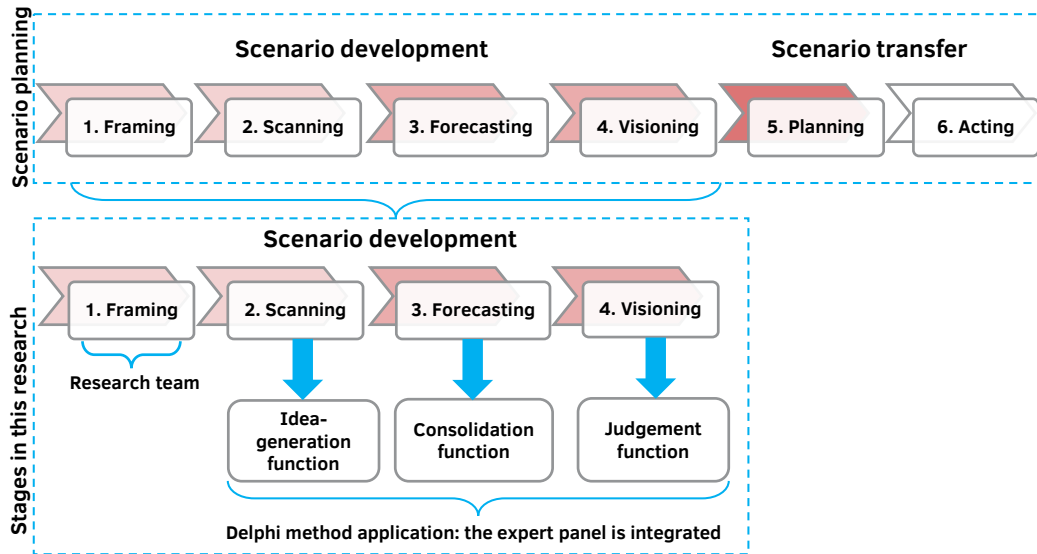 Scenario planning
Scenario development
Scenario transfer
1. Framing
2. Scanning
3. Forecasting
4. Visioning
5. Planning
6. Acting
Stages in this research
Scenario development
1. Framing
2. Scanning
3. Forecasting
4. Visioning
Research team
Idea-
generation
function
Consolidation
function
Judgement
function
Delphi method application: the expert panel is integrated